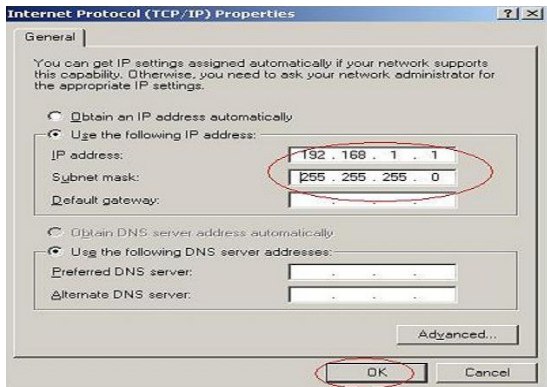 Internet Protocol (TCP/IP) Properties
? X
General
You can get IP settings assigned automatically if your network supports
this capability. Otherwise, you need to ask your network administrator for
the appropriate IP settings.
Obtain an IP address automatically
Use the following IP address:
IP address: 192 . 168 . 1 . 1
Subnet mask: 255 . 255 . 255 . 0
Default gateway: . . .
Obtain DNS server address automatically
Use the following DNS server addresses:
Preferred DNS server: . . .
Alternate DNS server: . . .
Advanced...
OK Cancel